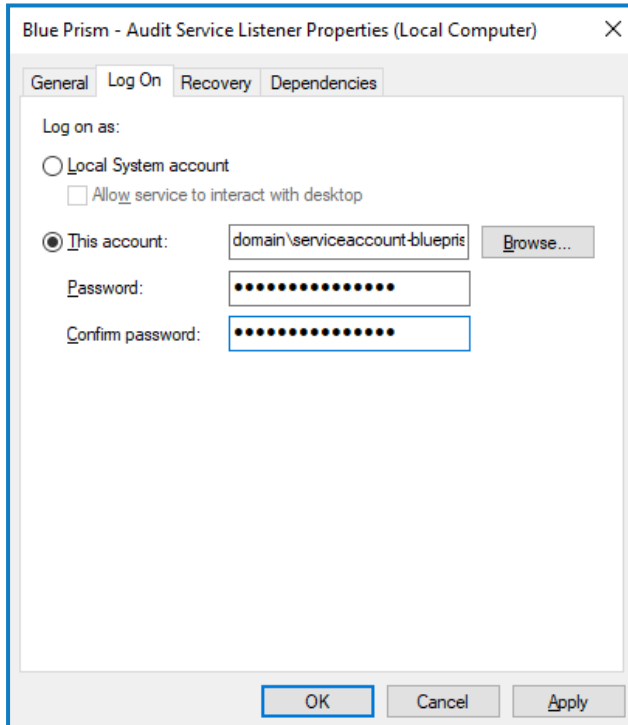 Blue Prism - Audit Service Listener Properties (Local Computer)
General Log On Recovery Dependencies
Log on as:
Local System account
Allow service to interact with desktop
This account: domain\serviceaccount-bluepris Browse...
Password: ●●●●●●●●●●●●●●●
Confirm password: ●●●●●●●●●●●●●●●
OK Cancel Apply